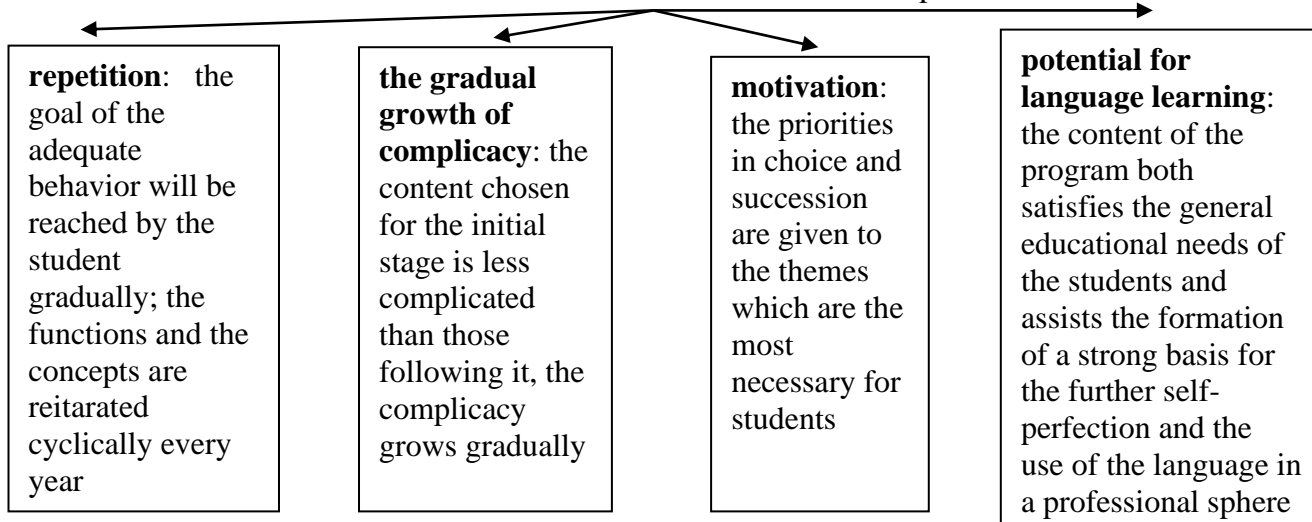 repetition: the
goal of the
adequate
behavior will be
reached by the
student
gradually; the
functions and the
concepts are
reitarated
cyclically every
year
the gradual
growth of
complicacy: the
content chosen
for the initial
stage is less
complicated
than those
following it, the
complicacy
grows gradually
motivation:
the priorities
in choice and
succession
are given to
the themes
which are the
most
necessary for
students
potential for
language learning:
the content of the
program both
satisfies the general
educational needs of
the students and
assists the formation
of a strong basis for
the further self-
perfection and the
use of the language in
a professional sphere